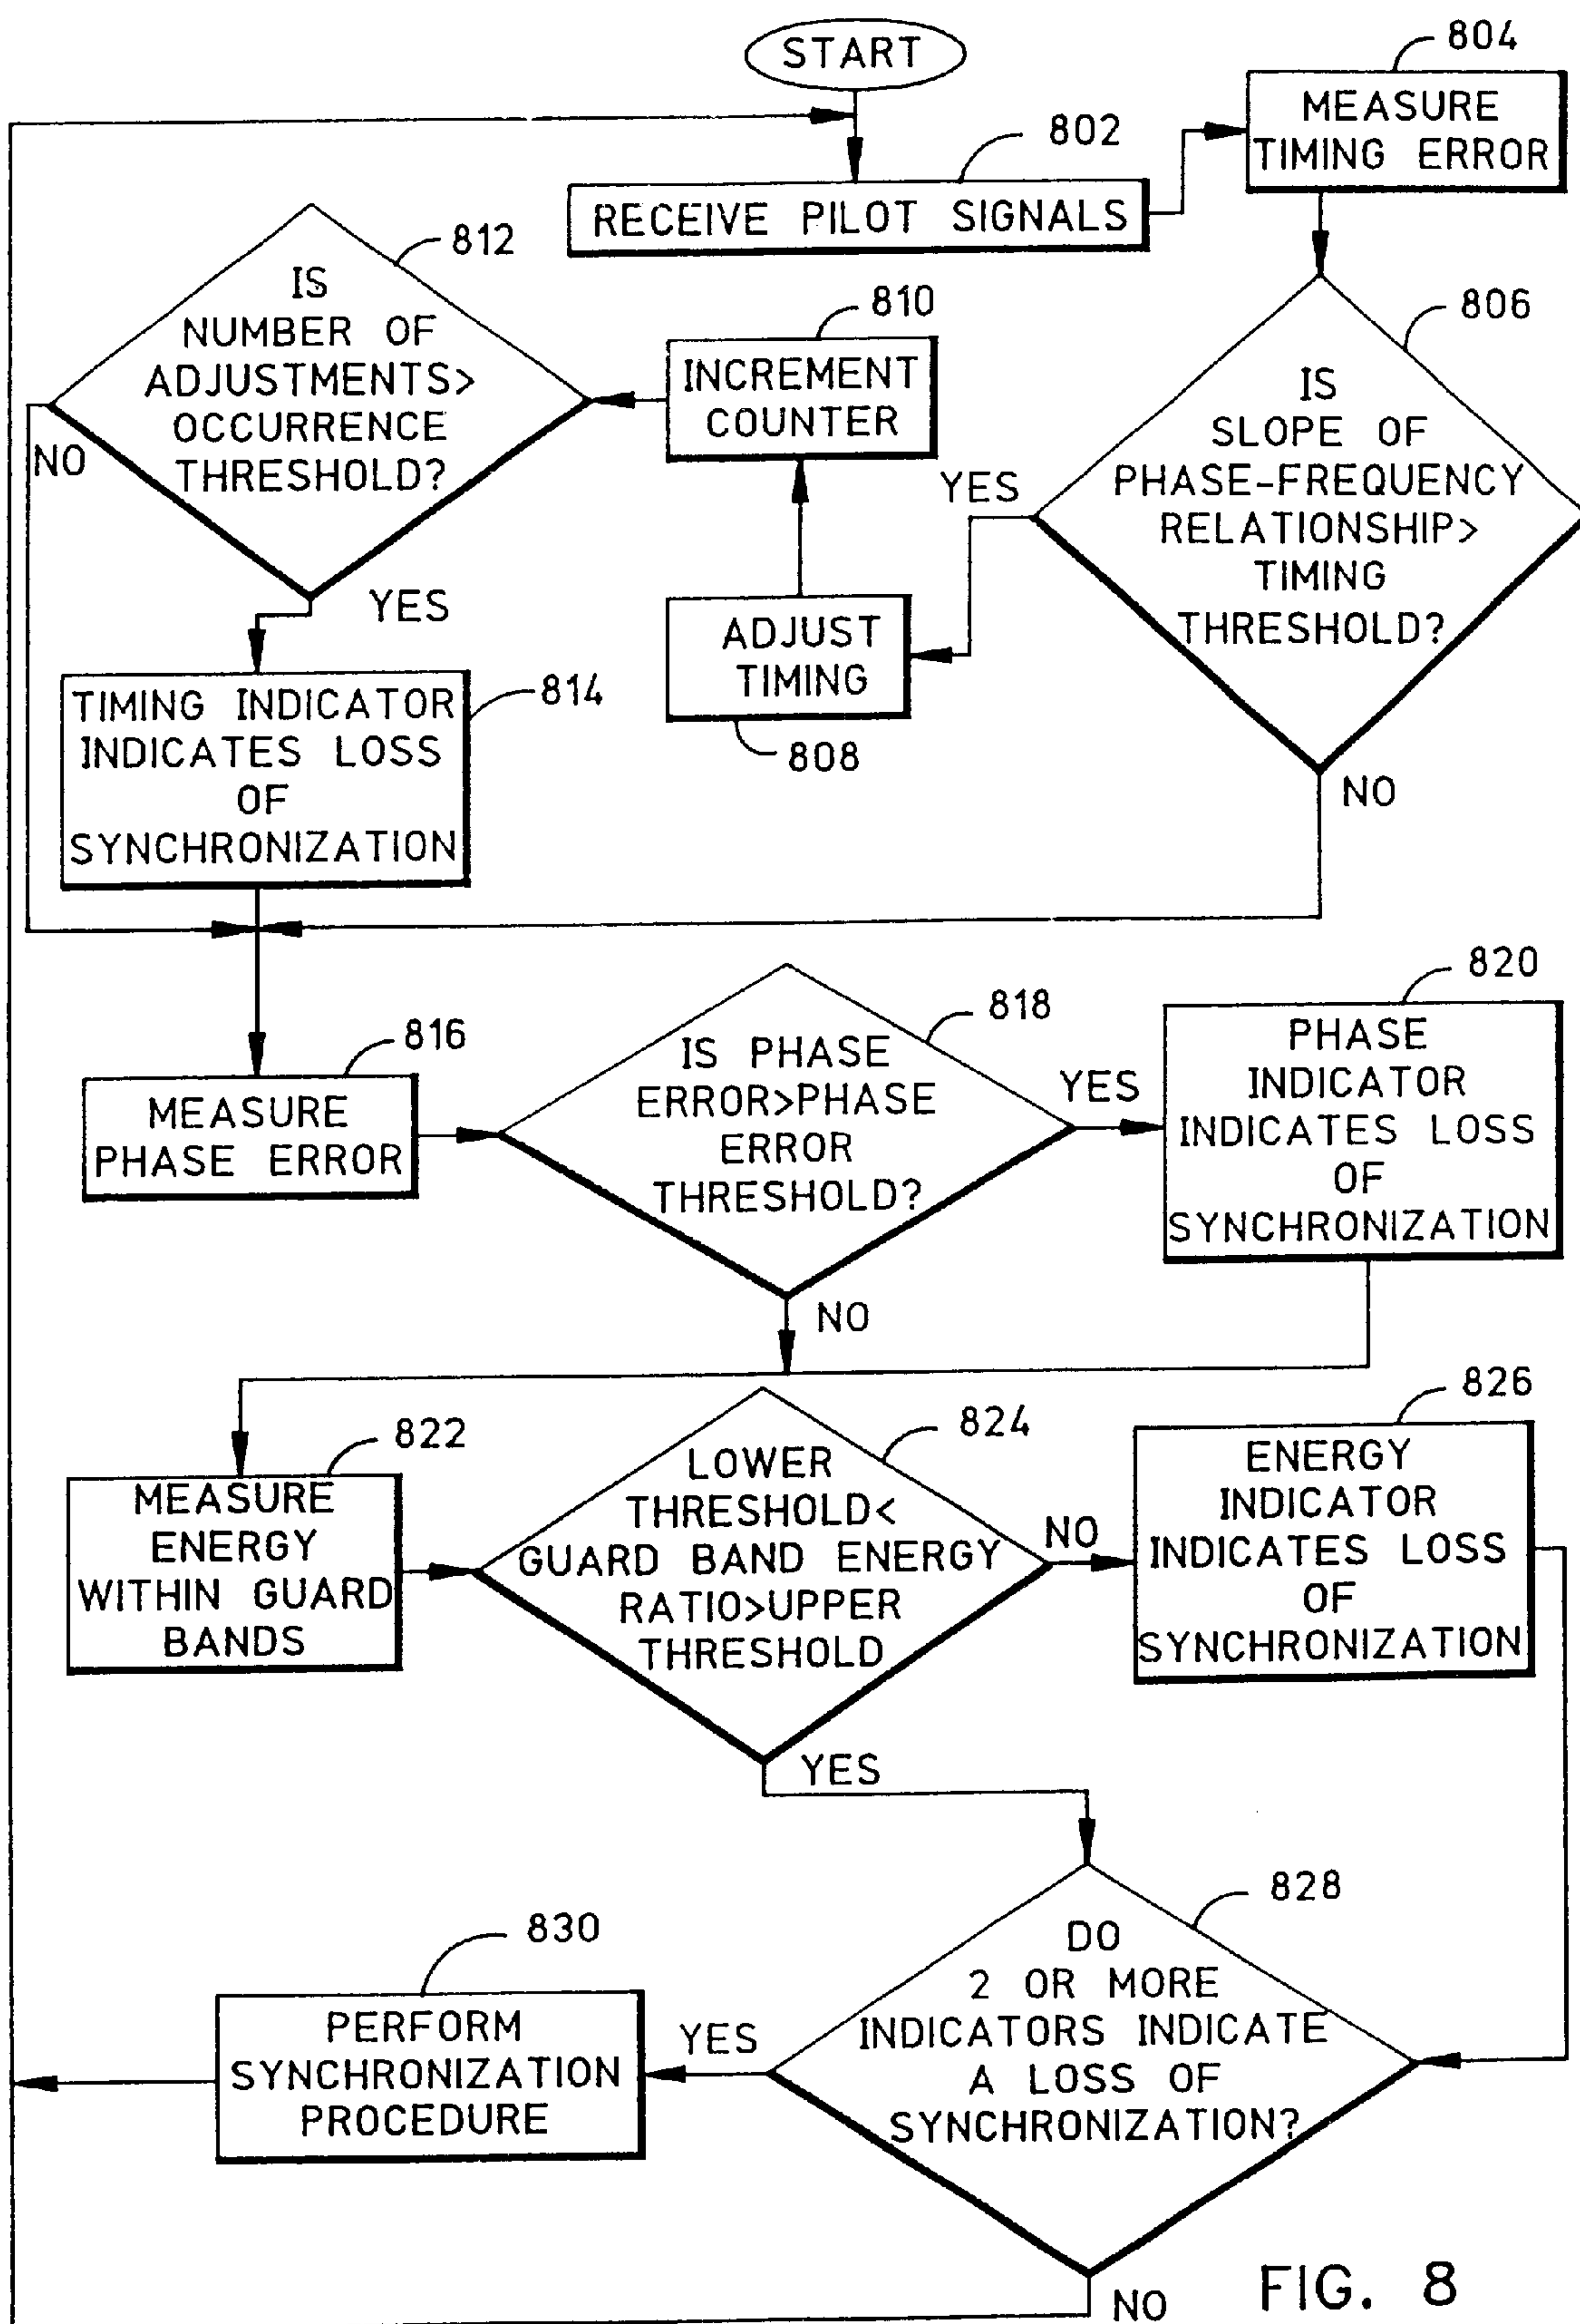 START
804
MEASURE
TIMING ERROR
802
RECEIVE PILOT SIGNALS
812
IS
NUMBER OF
ADJUSTMENTS>
OCCURRENCE
THRESHOLD?
NO
YES
810
INCREMENT
COUNTER
806
IS
SLOPE OF
PHASE-FREQUENCY
RELATIONSHIP>
TIMING
THRESHOLD?
YES
NO
ADJUST
TIMING
808
TIMING INDICATOR
INDICATES LOSS
OF
SYNCHRONIZATION
814
816
MEASURE
PHASE ERROR
818
IS PHASE
ERROR>PHASE
ERROR
THRESHOLD?
YES
NO
820
PHASE
INDICATOR
INDICATES LOSS
OF
SYNCHRONIZATION
822
MEASURE
ENERGY
WITHIN GUARD
BANDS
824
LOWER
THRESHOLD<
GUARD BAND ENERGY
RATIO>UPPER
THRESHOLD
NO
YES
826
ENERGY
INDICATOR
INDICATES LOSS
OF
SYNCHRONIZATION
828
DO
2 OR MORE
INDICATORS INDICATE
A LOSS OF
SYNCHRONIZATION?
YES
830
PERFORM
SYNCHRONIZATION
PROCEDURE
NO
FIG. 8